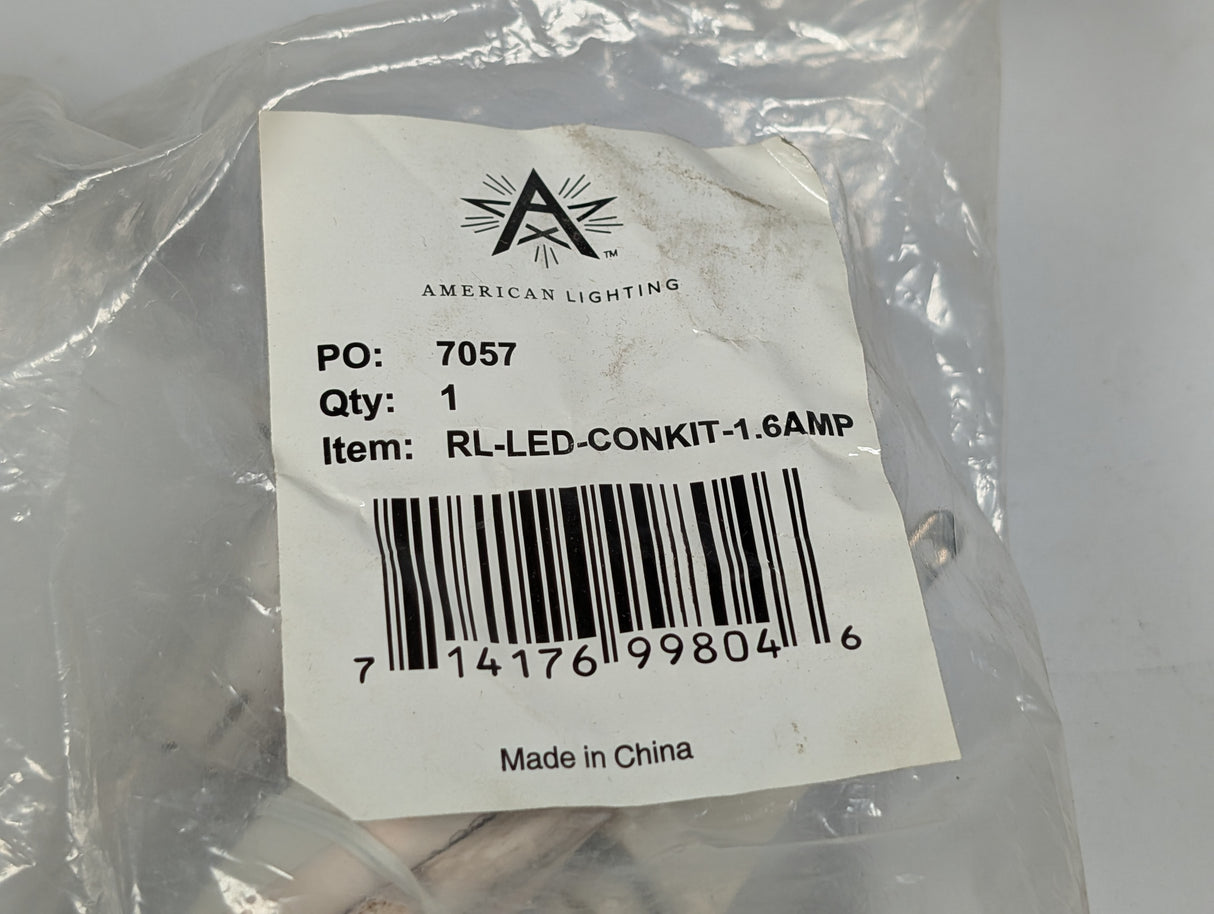 TM
AMERICAN LIGHTING
PO: 7057
Qty: 1
Item: RL-LED-CONKIT-1.6AMP
7 14176 99804 6
Made in China